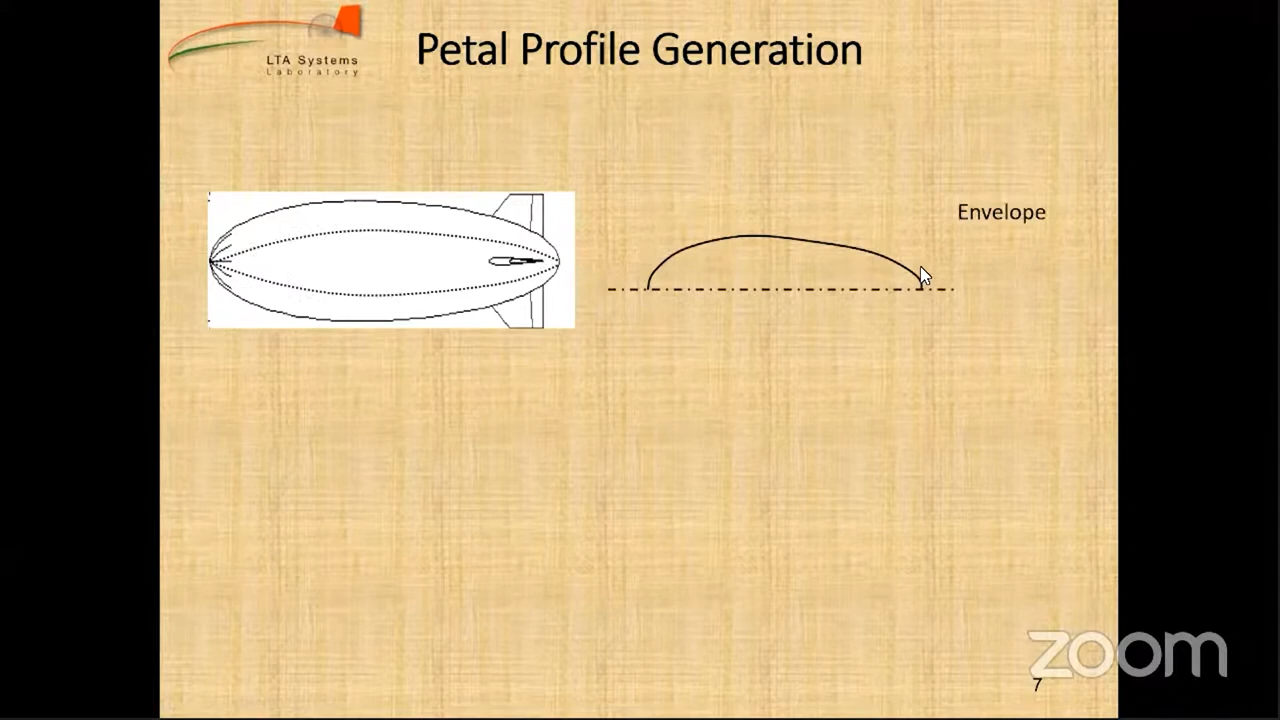 LTA Systems
Laboratory
Petal Profile Generation
Envelope
zoom
7